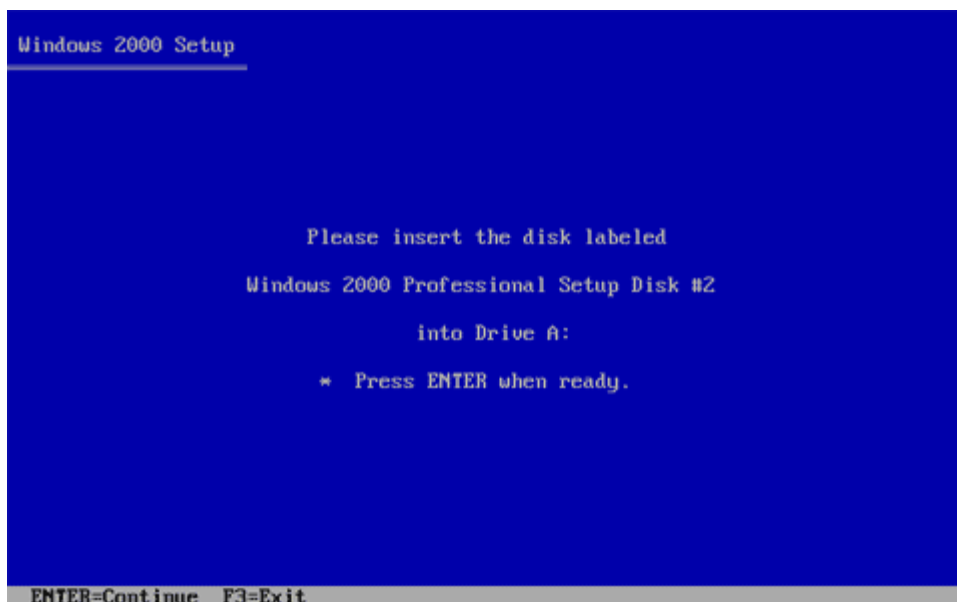 Windows 2000 Setup
Please insert the disk labeled
Windows 2000 Professional Setup Disk #2
into Drive A:
* Press ENTER when ready.
ENTER=Continue F3=Exit